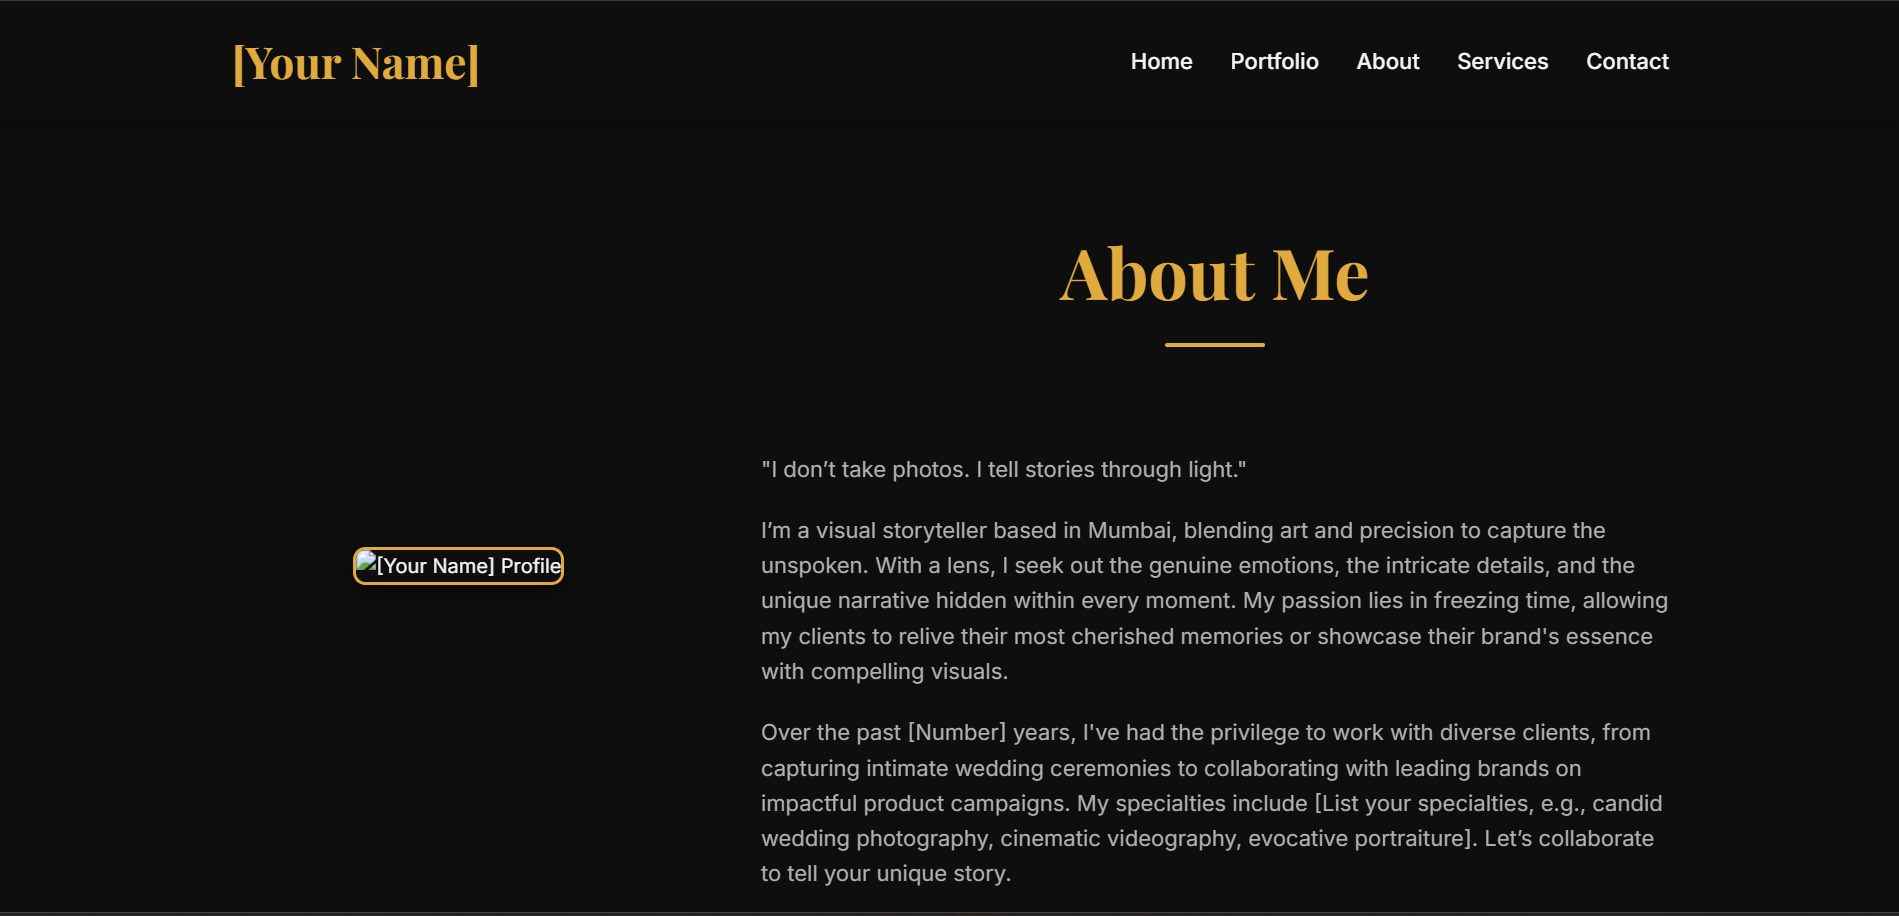 [Your Name]
Home Portfolio About Services Contact
About Me
"I don’t take photos. I tell stories through light."
[Your Name] Profile
I’m a visual storyteller based in Mumbai, blending art and precision to capture the
unspoken. With a lens, I seek out the genuine emotions, the intricate details, and the
unique narrative hidden within every moment. My passion lies in freezing time, allowing
my clients to relive their most cherished memories or showcase their brand's essence
with compelling visuals.
Over the past [Number] years, I've had the privilege to work with diverse clients, from
capturing intimate wedding ceremonies to collaborating with leading brands on
impactful product campaigns. My specialties include [List your specialties, e.g., candid
wedding photography, cinematic videography, evocative portraiture]. Let’s collaborate
to tell your unique story.